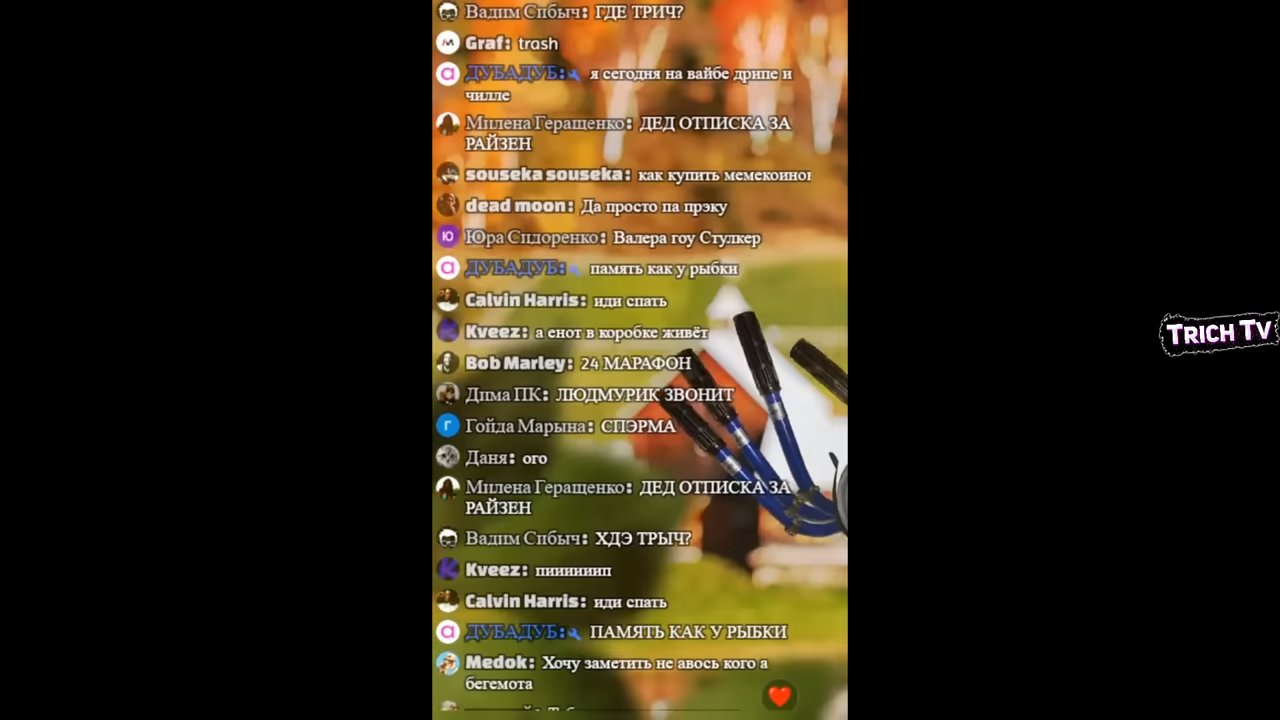 Вадим Сибыч: ГДЕ ТРИЧ?
Graf: trash
ДУБАДУБ: я сегодня на вайбе дрипе и
чилле
Милена Геращенко: ДЕД ОТПИСКА ЗА
РАЙЗЕН
souseka souseka: как купить мемекоинов
dead moon: Да просто па прэку
Ю Юра Сидоренко: Валера гоу Стулкер
ДУБАДУБ: память как у рыбки
Calvin Harris: иди спать
Kveez: а енот в коробке живёт
Bob Marley: 24 МАРАФОН
Дима ПК: ЛЮДМУРИК ЗВОНИТ
Г Гойда Марына: СПЭРМА
Даня: ого
Милена Геращенко: ДЕД ОТПИСКА ЗА
РАЙЗЕН
Вадим Сибыч: ХДЭ ТРЫЧ?
Kveez: пиииииип
Calvin Harris: иди спать
ДУБАДУБ: ПАМЯТЬ КАК У РЫБКИ
Medok: Хочу заметить не авось кого а
бегемота
TRICH TV